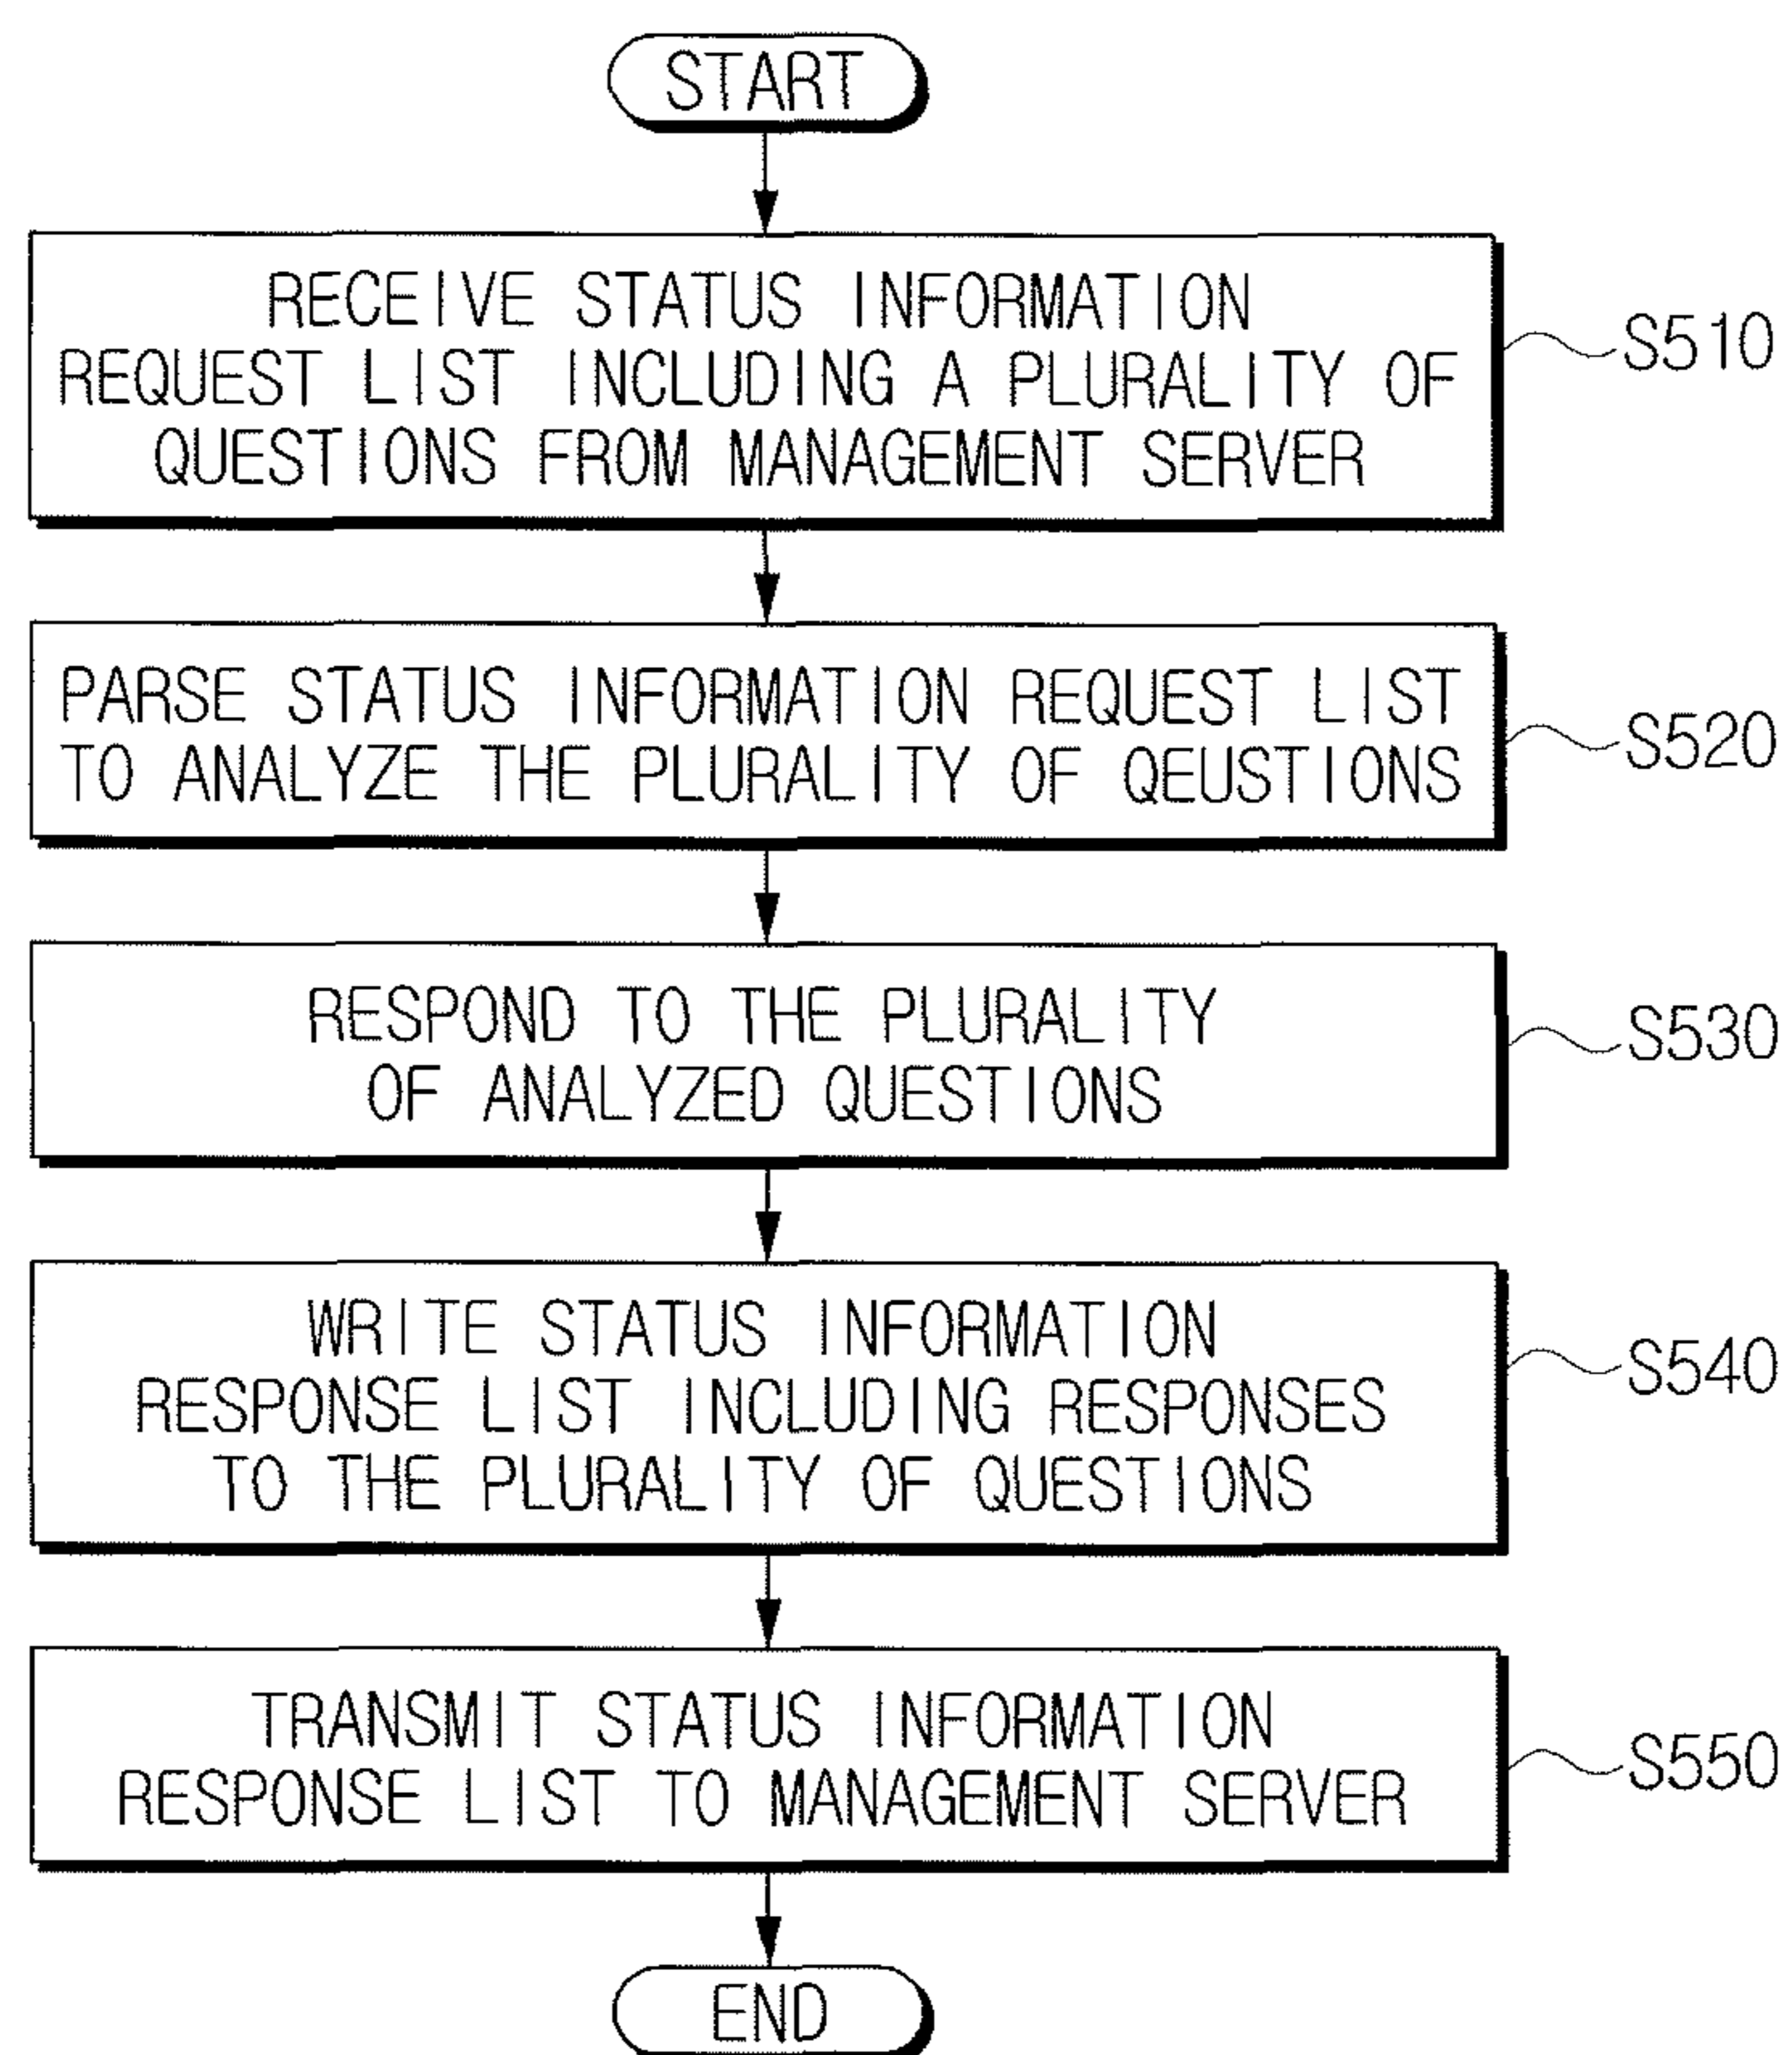 START
RECEIVE STATUS INFORMATION
REQUEST LIST INCLUDING A PLURALITY OF
QUESTIONS FROM MANAGEMENT SERVER
S510
PARSE STATUS INFORMATION REQUEST LIST
TO ANALYZE THE PLURALITY OF QEUSTIONS
S520
RESPOND TO THE PLURALITY
OF ANALYZED QUESTIONS
S530
WRITE STATUS INFORMATION
RESPONSE LIST INCLUDING RESPONSES
TO THE PLURALITY OF QUESTIONS
S540
TRANSMIT STATUS INFORMATION
RESPONSE LIST TO MANAGEMENT SERVER
S550
END